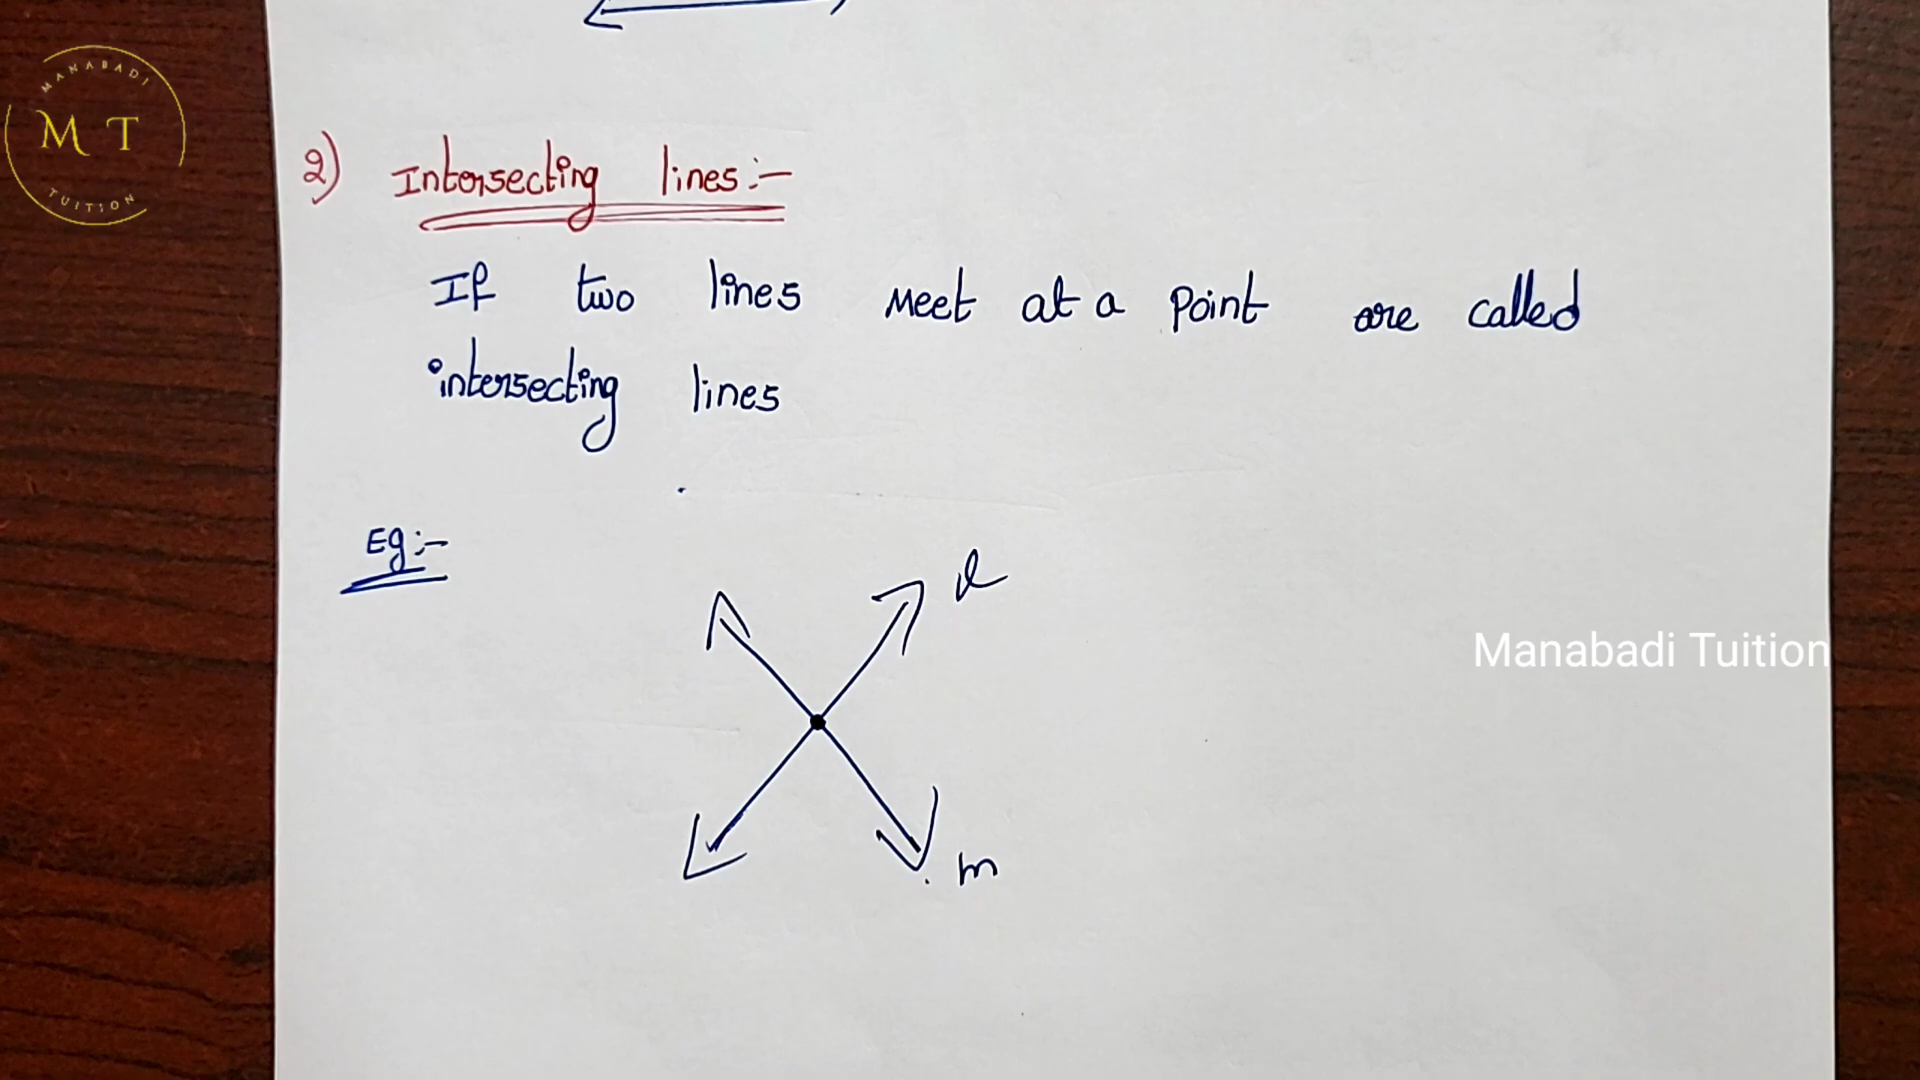 MANABADI
M T
TUITION
2) Intersecting lines:-
If two lines meet at a point are called
intersecting lines
Eg:-
l
Manabadi Tuition
m